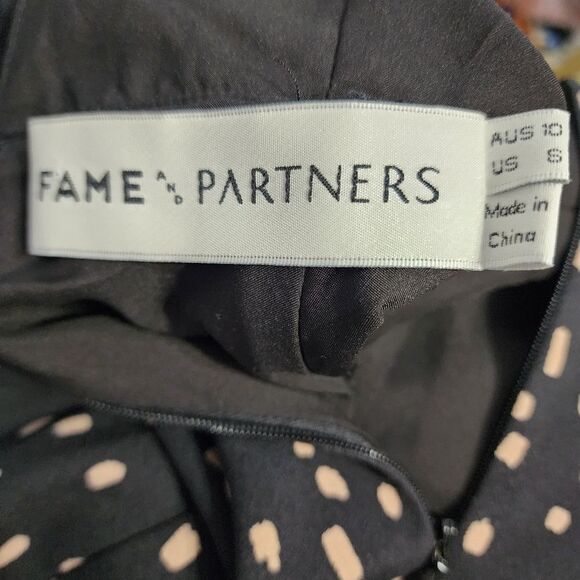 FAME AND PARTNERS
AUS 10
US
Made in
China